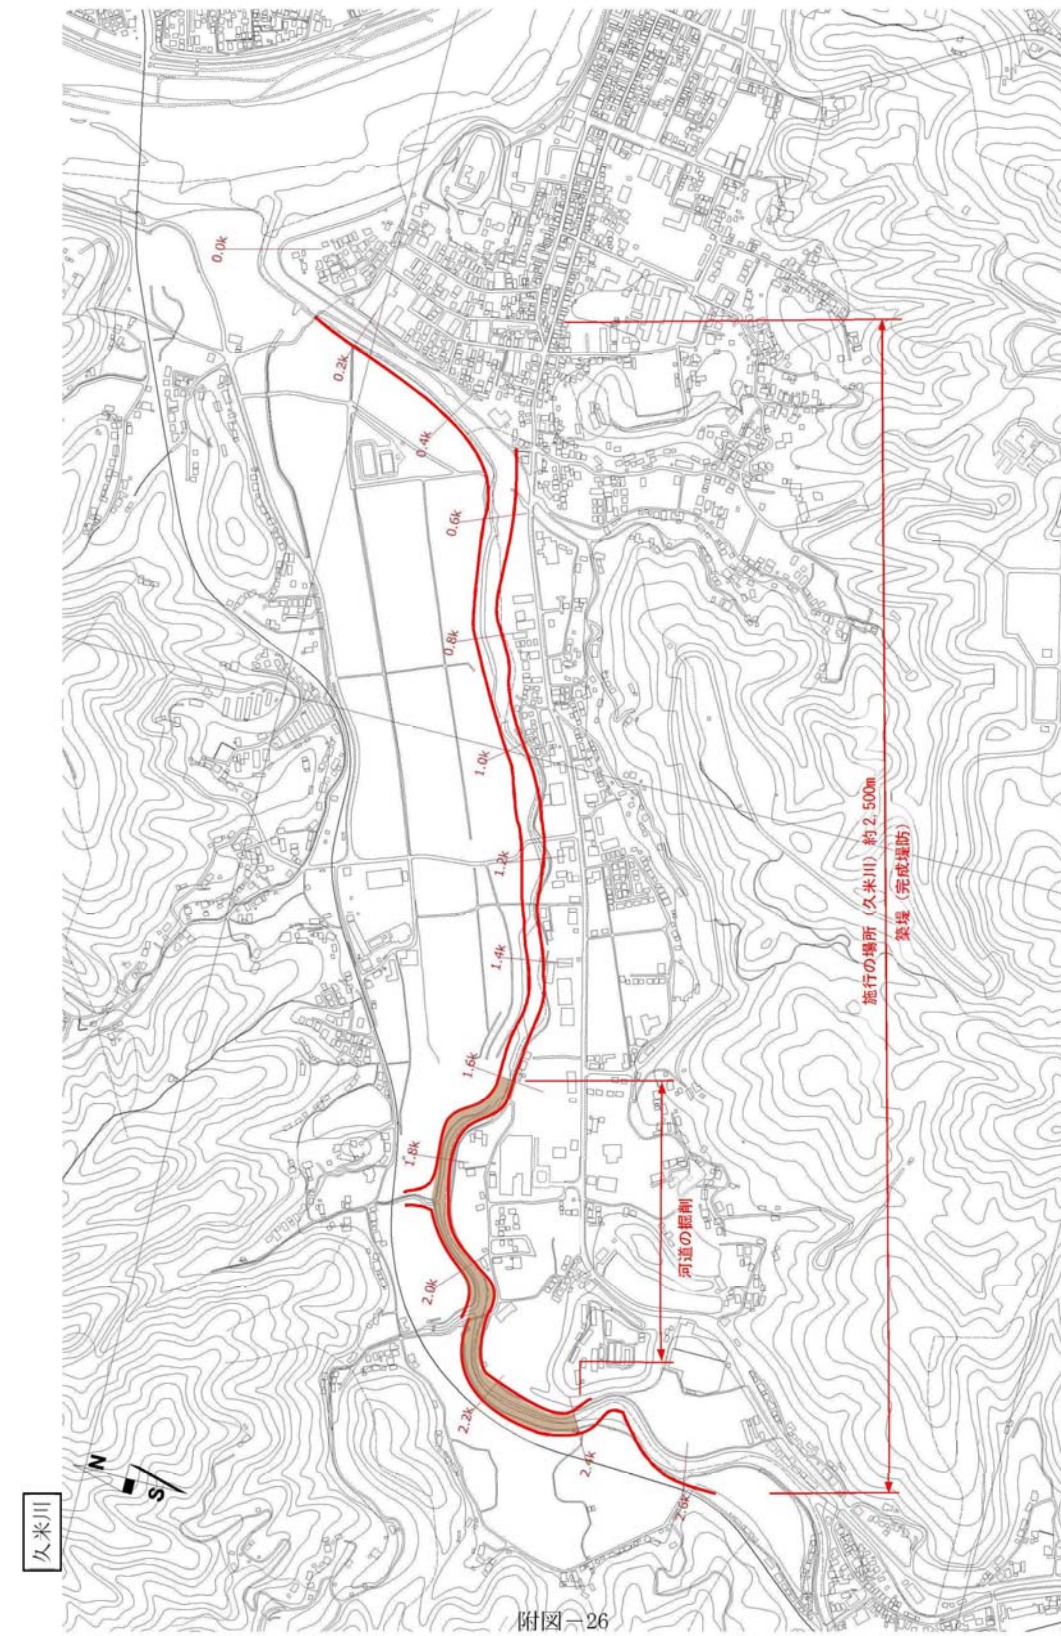 久米川
N
S
0.0k
0.2k
0.4k
0.6k
0.8k
1.0k
1.2k
1.4k
1.6k
1.8k
2.0k
2.2k
2.4k
2.6k
施行の場所（久米川）約2,500m
築堤（完成堤防）
河道の掘削
附図－26